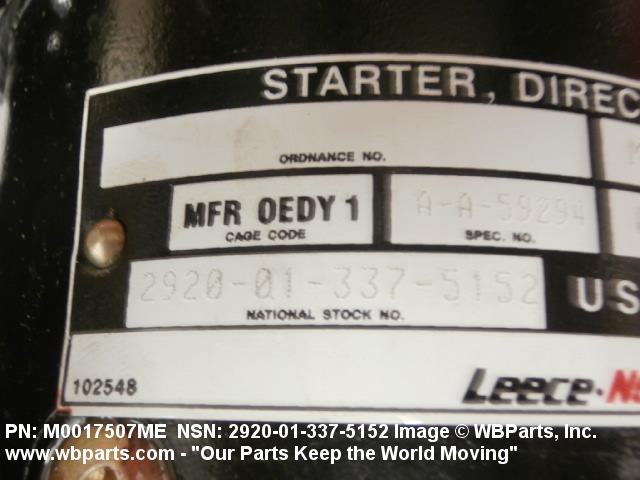 STARTER, DIREC
ORDNANCE NO.
MFR OEDY 1
CAGE CODE
A-A-59294
SPEC. NO.
2920-01-337-5152
NATIONAL STOCK NO.
US
102548
Leece-N
PN: M0017507ME NSN: 2920-01-337-5152 Image © WBParts, Inc.
www.wbparts.com - "Our Parts Keep the World Moving"